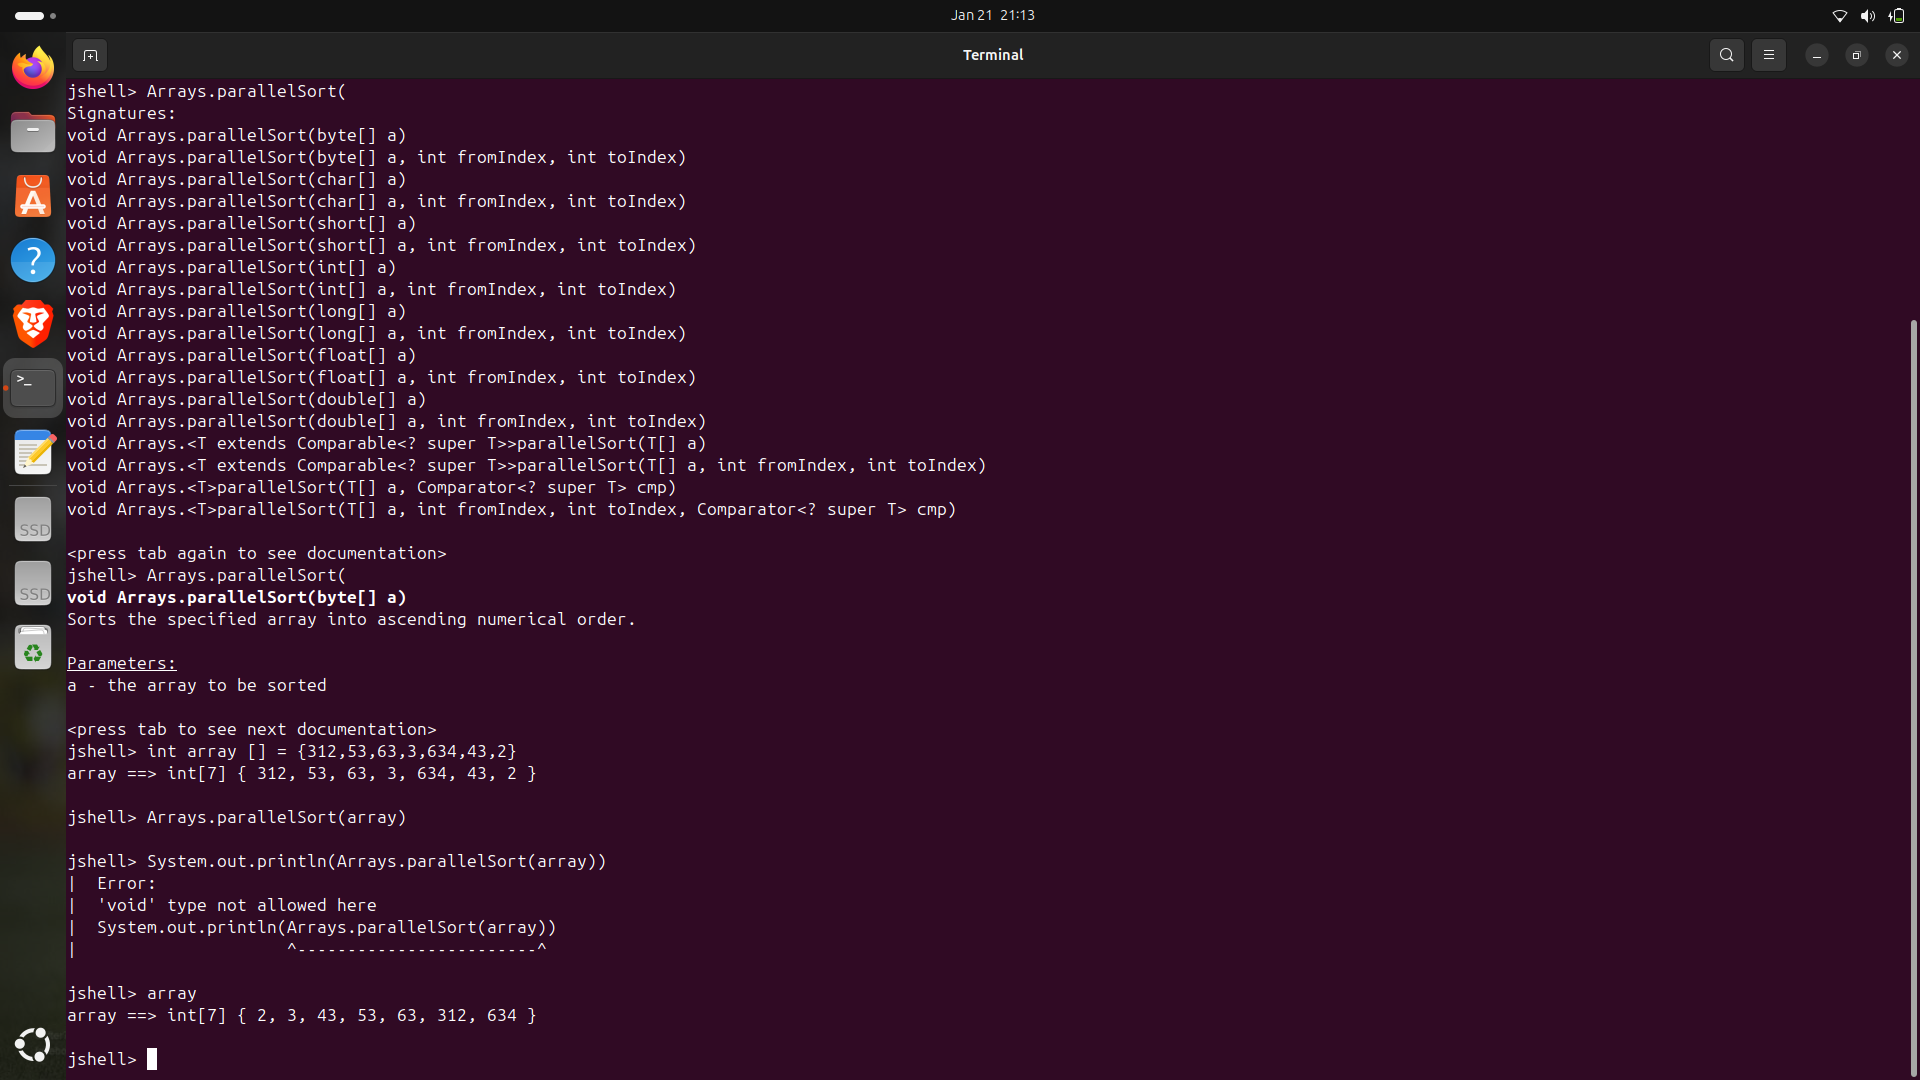 Jan 21 21:13
Terminal
jshell> Arrays.parallelSort(
Signatures:
void Arrays.parallelSort(byte[] a)
void Arrays.parallelSort(byte[] a, int fromIndex, int toIndex)
void Arrays.parallelSort(char[] a)
void Arrays.parallelSort(char[] a, int fromIndex, int toIndex)
void Arrays.parallelSort(short[] a)
void Arrays.parallelSort(short[] a, int fromIndex, int toIndex)
void Arrays.parallelSort(int[] a)
void Arrays.parallelSort(int[] a, int fromIndex, int toIndex)
void Arrays.parallelSort(long[] a)
void Arrays.parallelSort(long[] a, int fromIndex, int toIndex)
void Arrays.parallelSort(float[] a)
void Arrays.parallelSort(float[] a, int fromIndex, int toIndex)
void Arrays.parallelSort(double[] a)
void Arrays.parallelSort(double[] a, int fromIndex, int toIndex)
void Arrays.<T extends Comparable<? super T>>parallelSort(T[] a)
void Arrays.<T extends Comparable<? super T>>parallelSort(T[] a, int fromIndex, int toIndex)
void Arrays.<T>parallelSort(T[] a, Comparator<? super T> cmp)
void Arrays.<T>parallelSort(T[] a, int fromIndex, int toIndex, Comparator<? super T> cmp)
<press tab again to see documentation>
jshell> Arrays.parallelSort(
void Arrays.parallelSort(byte[] a)
Sorts the specified array into ascending numerical order.
Parameters:
a - the array to be sorted
<press tab to see next documentation>
jshell> int array [] = {312,53,63,3,634,43,2}
array ==> int[7] { 312, 53, 63, 3, 634, 43, 2 }
jshell> Arrays.parallelSort(array)
jshell> System.out.println(Arrays.parallelSort(array))
|  Error:
|  'void' type not allowed here
|  System.out.println(Arrays.parallelSort(array))
|                     ^------------------------^
jshell> array
array ==> int[7] { 2, 3, 43, 53, 63, 312, 634 }
jshell>
SSD
SSD